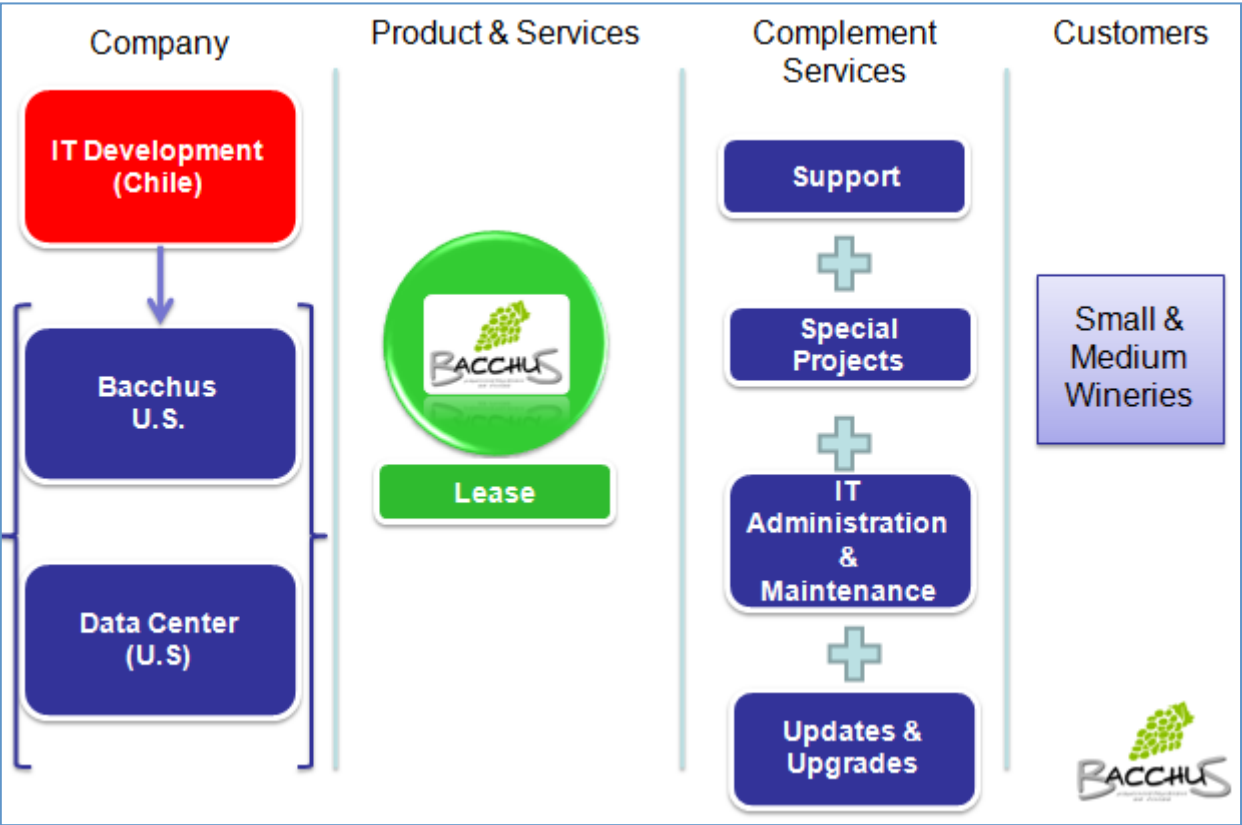 Company
Product & Services
Complement
Services
Customers
IT Development
(Chile)
Bacchus
U.S.
Data Center
(U.S)
BACCHUS
Lease
Support
Special
Projects
IT
Administration
&
Maintenance
Updates &
Upgrades
Small &
Medium
Wineries
BACCHUS